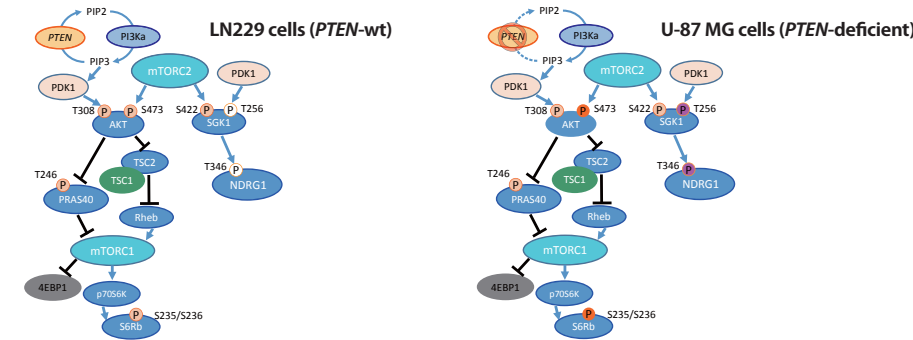 LN229 cells (PTEN-wt)
PIP2
PTEN
PI3Ka
PIP3
PDK1
mTORC2
PDK1
T308
P
P
S473
S422
P
P
T256
AKT
SGK1
TSC2
T346
P
TSC1
NDRG1
T246
P
PRAS40
Rheb
mTORC1
4EBP1
p70S6K
P
S235/S236
S6Rb
U-87 MG cells (PTEN-deficient)
PIP2
PTEN
PI3Ka
PIP3
PDK1
mTORC2
PDK1
T308
P
P
S473
S422
P
P
T256
AKT
SGK1
TSC2
T346
P
TSC1
NDRG1
T246
P
PRAS40
Rheb
mTORC1
4EBP1
p70S6K
P
S235/S236
S6Rb